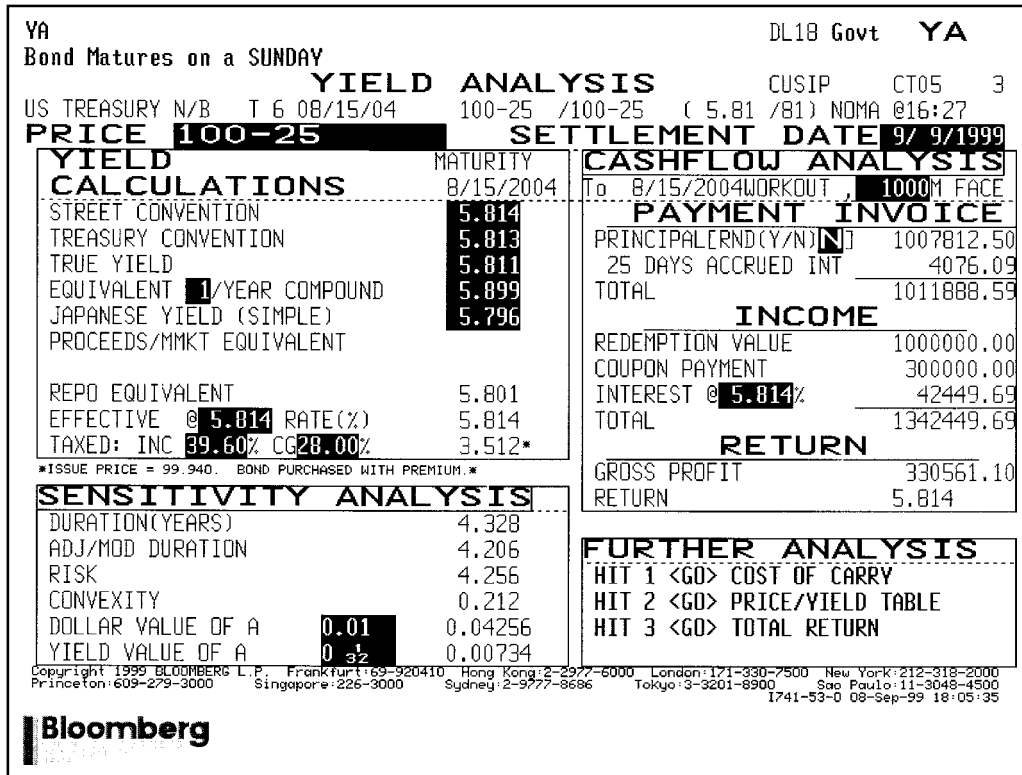 YA DL18 Govt YA
Bond Matures on a SUNDAY
YIELD ANALYSIS CUSIP CT05 3
US TREASURY N/B T 6 08/15/04 100-25 /100-25 ( 5.81 /81) NOMA @16:27
PRICE 100-25 SETTLEMENT DATE 9/ 9/1999
YIELD MATURITY
CALCULATIONS 8/15/2004
STREET CONVENTION 5.814
TREASURY CONVENTION 5.813
TRUE YIELD 5.811
EQUIVALENT 1/YEAR COMPOUND 5.899
JAPANESE YIELD (SIMPLE) 5.796
PROCEEDS/MMKT EQUIVALENT
REPO EQUIVALENT 5.801
EFFECTIVE @ 5.814 RATE(%) 5.814
TAXED: INC 39.60% CG28.00% 3.512*
*ISSUE PRICE = 99.940. BOND PURCHASED WITH PREMIUM.*
SENSITIVITY ANALYSIS
DURATION(YEARS) 4.328
ADJ/MOD DURATION 4.206
RISK 4.256
CONVEXITY 0.212
DOLLAR VALUE OF A 0.01 0.04256
YIELD VALUE OF A 0 1/32 0.00734
CASHFLOW ANALYSIS
To 8/15/2004WORKOUT , 1000M FACE
PAYMENT INVOICE
PRINCIPAL[RND(Y/N)N] 1007812.50
25 DAYS ACCRUED INT 4076.09
TOTAL 1011888.59
INCOME
REDEMPTION VALUE 1000000.00
COUPON PAYMENT 300000.00
INTEREST @ 5.814% 42449.69
TOTAL 1342449.69
RETURN
GROSS PROFIT 330561.10
RETURN 5.814
FURTHER ANALYSIS
HIT 1 <GO> COST OF CARRY
HIT 2 <GO> PRICE/YIELD TABLE
HIT 3 <GO> TOTAL RETURN
Copyright 1999 BLOOMBERG L.P. Frankfurt:69-920410 Hong Kong:2-2977-6000 London:171-330-7500 New York:212-318-2000
Princeton:609-279-3000 Singapore:226-3000 Sydney:2-9777-8686 Tokyo:3-3201-8900 Sao Paulo:11-3048-4500
I741-53-0 08-Sep-99 18:05:35
Bloomberg